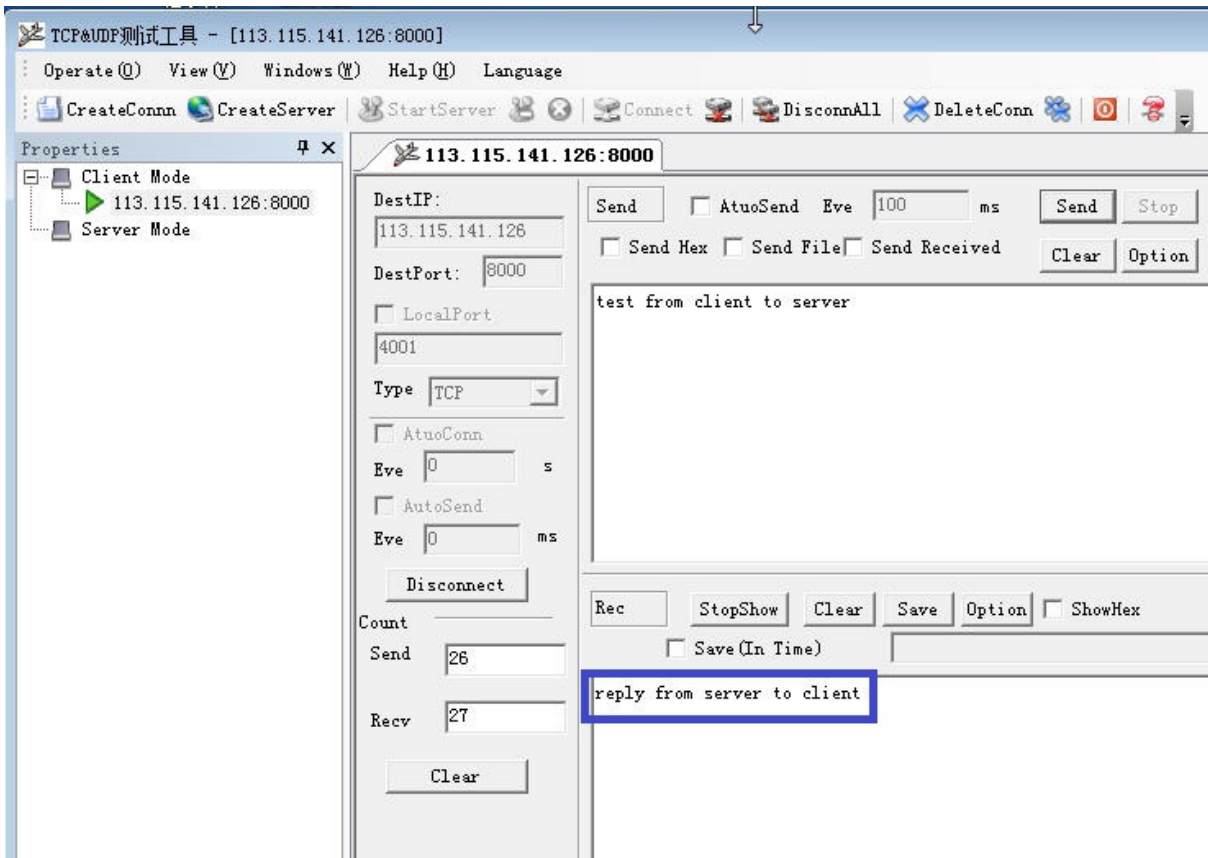 TCP&UDP测试工具 - [113.115.141.126:8000]
Operate(O) View(V) Windows(W) Help(H) Language
CreateConnn CreateServer StartServer Connect DisconnAll DeleteConn
Properties
Client Mode
113.115.141.126:8000
Server Mode
113.115.141.126:8000
DestIP:
113.115.141.126
DestPort: 8000
LocalPort
4001
Type TCP
AtuoConn
Eve 0 s
AutoSend
Eve 0 ms
Disconnect
Count
Send 26
Recv 27
Clear
Send AtuoSend Eve 100 ms Send Stop
Send Hex Send File Send Received Clear Option
test from client to server
Rec StopShow Clear Save Option ShowHex
Save(In Time)
reply from server to client